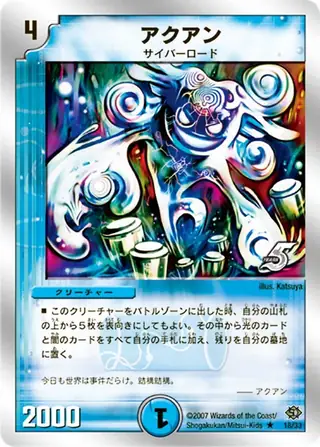 4
アクアン
サイバーロード
illus. Katsuya
クリーチャー
■ このクリーチャーをバトルゾーンに出した時、自分の山札
の上から5枚を表向きにしてもよい。その中から光のカード
と闇のカードをすべて自分の手札に加え、残りを自分の墓地
に置く。
今日も世界は事件だらけ。結構結構。
—— アクアン
2000
1
©2007 Wizards of the Coast/
Shogakukan/Mitsui-Kids ★ 18/33